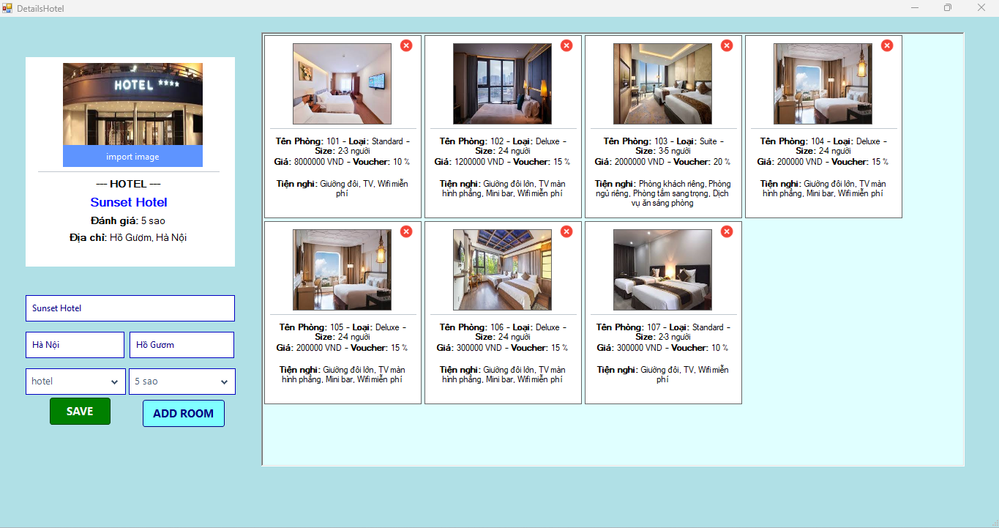 DetailsHotel
HOTEL ****
import image
--- HOTEL ---
Sunset Hotel
Đánh giá: 5 sao
Địa chỉ: Hồ Gươm, Hà Nội
Sunset Hotel
Hà Nội
Hồ Gươm
hotel
5 sao
SAVE
ADD ROOM
Tên Phòng: 101 - Loại: Standard -
Size: 2-3 người
Giá: 8000000 VND - Voucher: 10 %
Tiện nghi: Giường đôi, TV, Wifi miễn
phí
Tên Phòng: 102 - Loại: Deluxe -
Size: 2-4 người
Giá: 1200000 VND - Voucher: 15 %
Tiện nghi: Giường đôi lớn, TV màn
hình phẳng, Mini bar, Wifi miễn phí
Tên Phòng: 103 - Loại: Suite -
Size: 3-5 người
Giá: 2000000 VND - Voucher: 20 %
Tiện nghi: Phòng khách riêng, Phòng
ngủ riêng, Phòng tắm sang trọng, Dịch
vụ ăn sáng phòng
Tên Phòng: 104 - Loại: Deluxe -
Size: 2-4 người
Giá: 200000 VND - Voucher: 15 %
Tiện nghi: Giường đôi lớn, TV màn
hình phẳng, Mini bar, Wifi miễn phí
Tên Phòng: 105 - Loại: Deluxe -
Size: 2-4 người
Giá: 200000 VND - Voucher: 15 %
Tiện nghi: Giường đôi lớn, TV màn
hình phẳng, Mini bar, Wifi miễn phí
Tên Phòng: 106 - Loại: Deluxe -
Size: 2-4 người
Giá: 300000 VND - Voucher: 15 %
Tiện nghi: Giường đôi lớn, TV màn
hình phẳng, Mini bar, Wifi miễn phí
Tên Phòng: 107 - Loại: Standard -
Size: 2-3 người
Giá: 300000 VND - Voucher: 10 %
Tiện nghi: Giường đôi, TV, Wifi miễn
phí